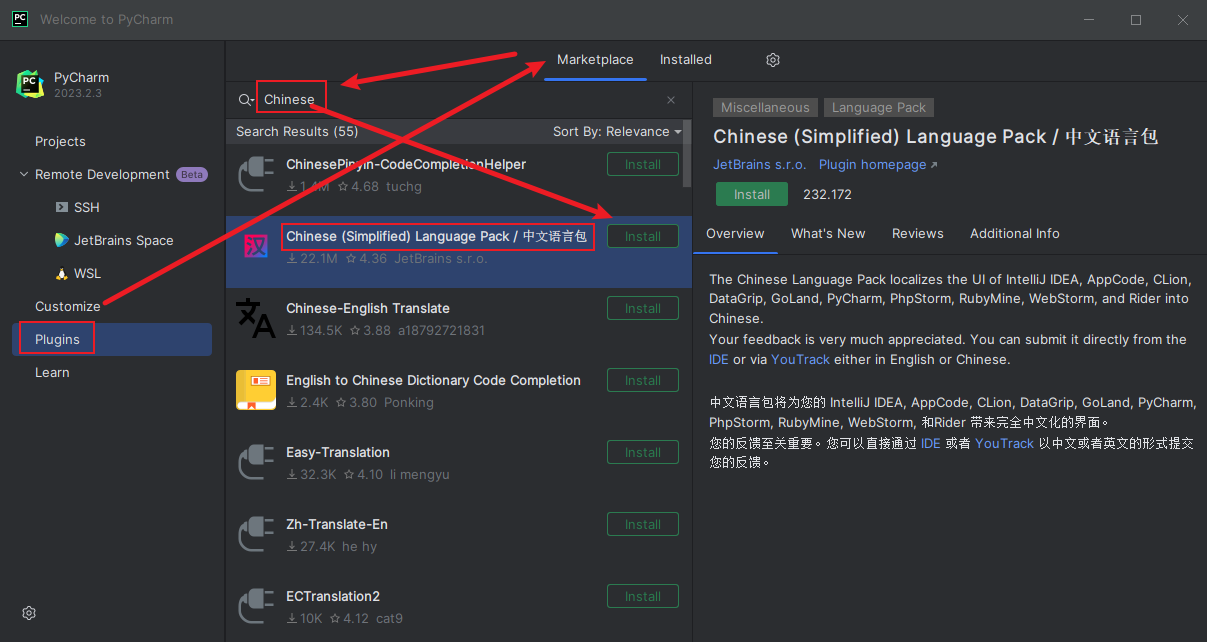 PC
Welcome to PyCharm
PC
PyCharm
2023.2.3
Projects
Remote Development Beta
SSH
JetBrains Space
WSL
Customize
Plugins
Learn
Marketplace Installed
Chinese
Search Results (55) Sort By: Relevance
ChinesePinyin-CodeCompletionHelper Install
1.4M 4.68 tuchg
汉 Chinese (Simplified) Language Pack / 中文语言包 Install
22.1M 4.36 JetBrains s.r.o.
Chinese-English Translate Install
134.5K 3.88 a18792721831
English to Chinese Dictionary Code Completion Install
2.4K 3.80 Ponking
Easy-Translation Install
32.3K 4.10 li mengyu
Zh-Translate-En Install
27.4K he hy
ECTranslation2 Install
10K 4.12 cat9
Miscellaneous Language Pack
Chinese (Simplified) Language Pack / 中文语言包
JetBrains s.r.o. Plugin homepage
Install 232.172
Overview What's New Reviews Additional Info
The Chinese Language Pack localizes the UI of IntelliJ IDEA, AppCode, CLion,
DataGrip, GoLand, PyCharm, PhpStorm, RubyMine, WebStorm, and Rider into
Chinese.
Your feedback is very much appreciated. You can submit it directly from the
IDE or via YouTrack either in English or Chinese.
中文语言包将为您的 IntelliJ IDEA, AppCode, CLion, DataGrip, GoLand, PyCharm,
PhpStorm, RubyMine, WebStorm, 和Rider 带来完全中文化的界面。
您的反馈至关重要。您可以直接通过 IDE 或者 YouTrack 以中文或者英文的形式提交
您的反馈。